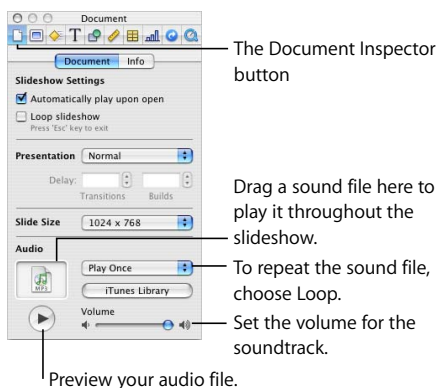 Document
T
Document Info
Slideshow Settings
Automatically play upon open
Loop slideshow
Press 'Esc' key to exit
Presentation Normal
Delay:
Transitions Builds
Slide Size 1024 x 768
Audio
MP3
Play Once
iTunes Library
Volume
The Document Inspector
button
Drag a sound file here to
play it throughout the
slideshow.
To repeat the sound file,
choose Loop.
Set the volume for the
soundtrack.
Preview your audio file.